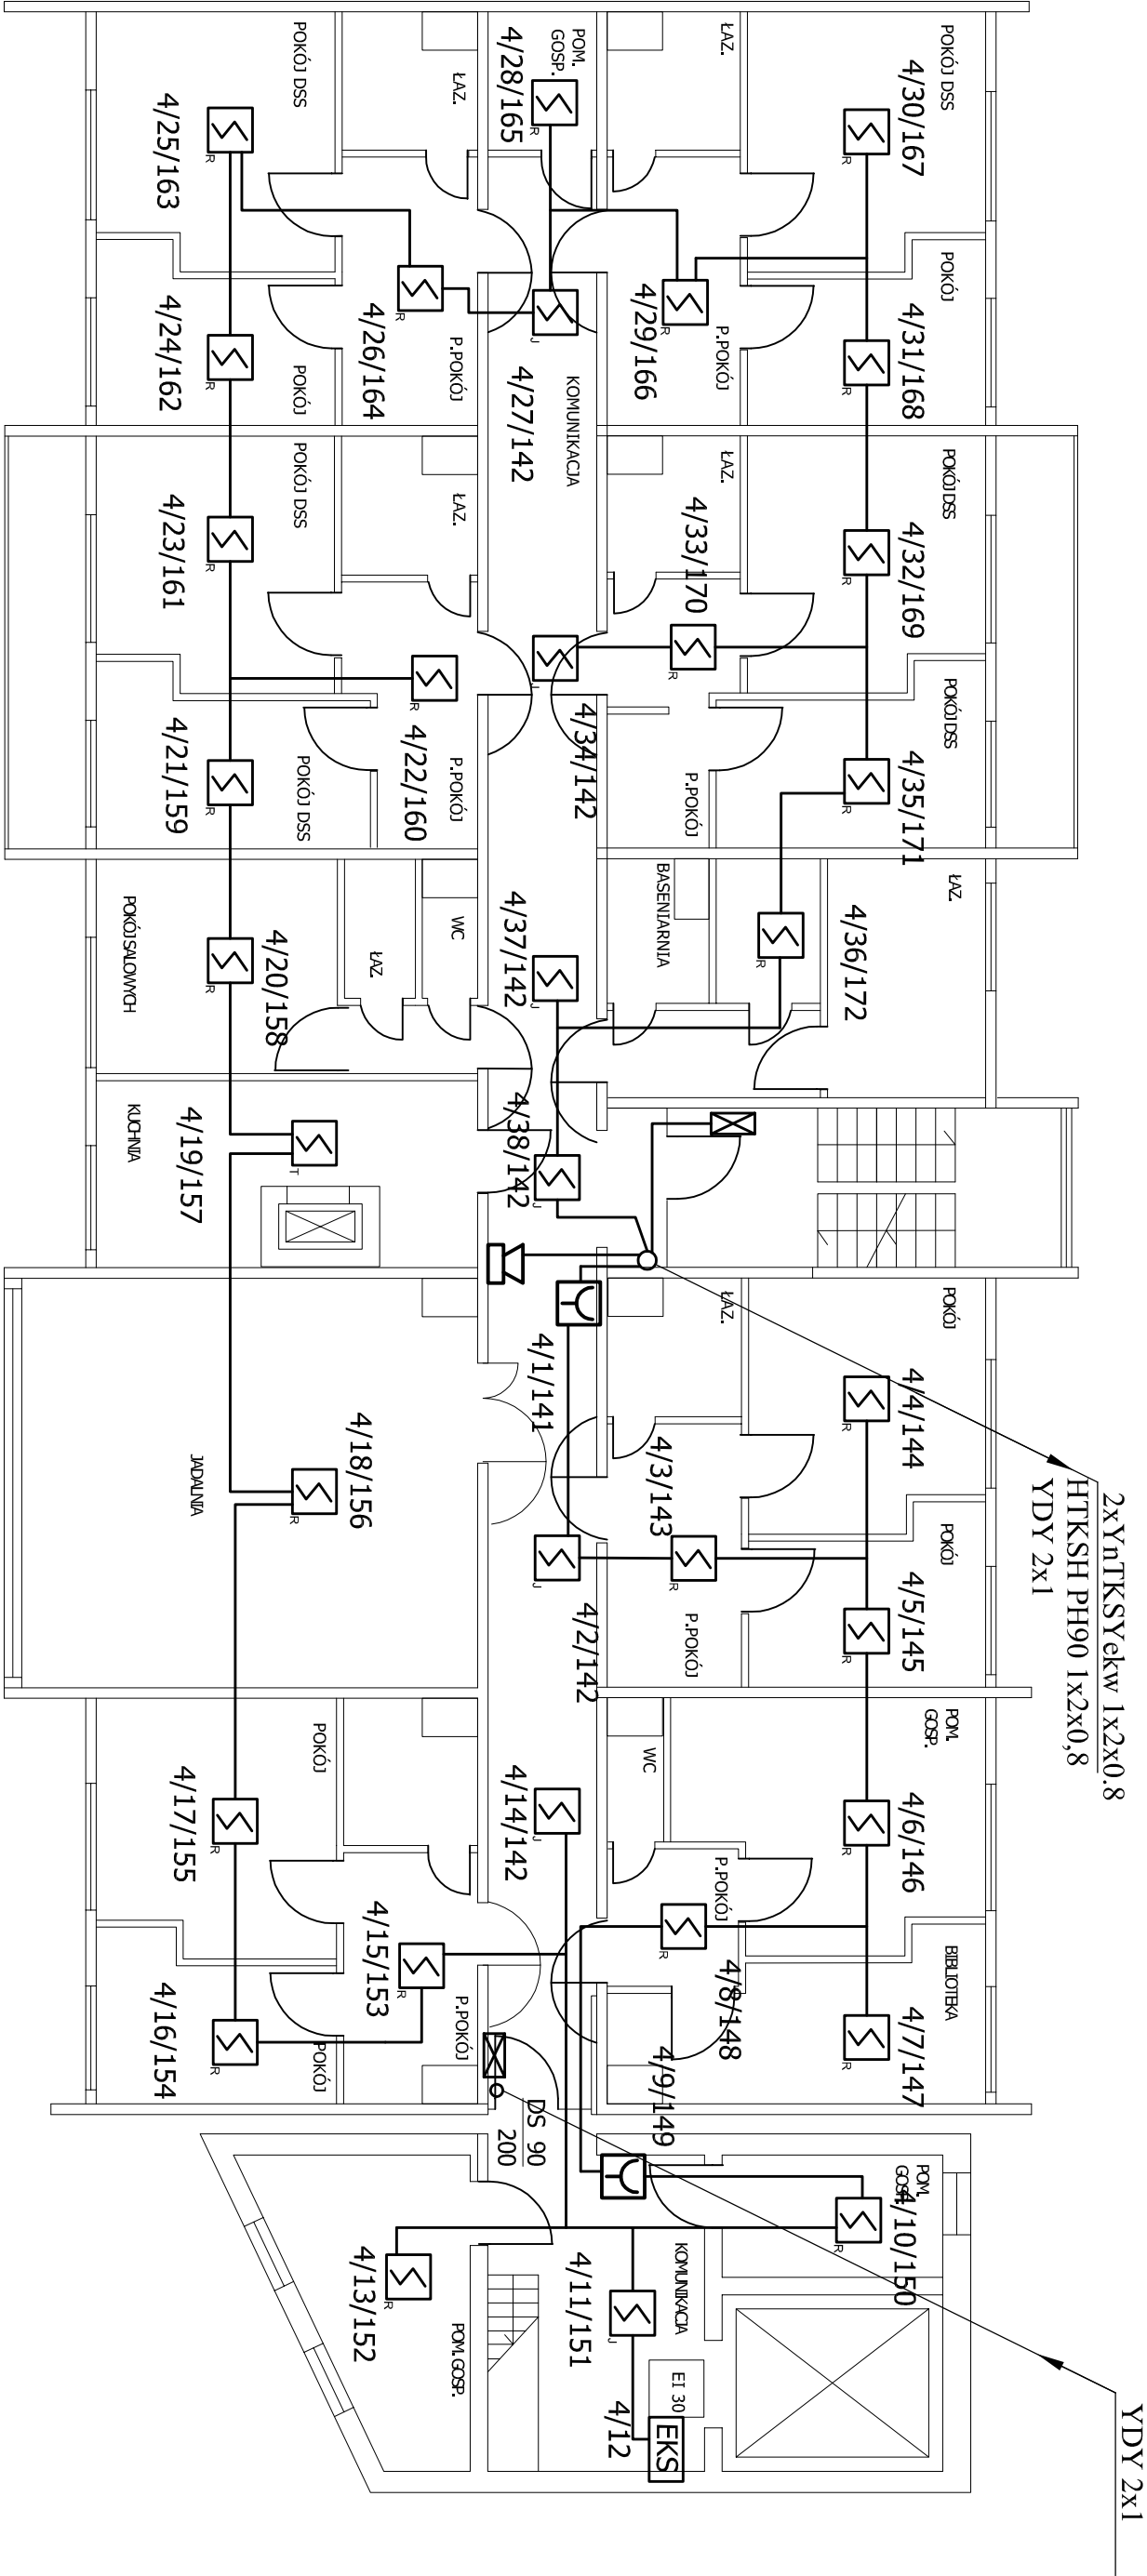 2xYnTKSYekw 1x2x0.8
HTKSH PH90 1x2x0,8
YDY 2x1
YDY 2x1
POKÓJ DSS
4/30/167
R
POKÓJ
4/31/168
R
POKÓJ DSS
4/32/169
R
POKÓJ DSS
4/35/171
R
ŁAZ.
4/36/172
R
POKÓJ
4/4/144
R
POKÓJ
4/5/145
R
POM.
GOSP.
4/6/146
R
BIBLIOTEKA
4/7/147
R
POM.
GOSP.
4/10/150
R
ŁAZ.
P.POKÓJ
4/29/166
R
ŁAZ.
4/33/170
R
P.POKÓJ
BASENIARNIA
ŁAZ.
4/3/143
R
P.POKÓJ
WC
P.POKÓJ
4/8/148
R
4/9/149
KOMUNIKACJA
EI 30
EKS
4/12
4/11/151
J
POM.
GOSP.
4/28/165
R
KOMUNIKACJA
4/27/142
J
4/34/142
J
4/37/142
J
4/38/142
J
4/1/141
4/2/142
J
4/14/142
J
DS 90
200
ŁAZ.
P.POKÓJ
4/26/164
R
ŁAZ.
P.POKÓJ
4/22/160
R
WC
ŁAZ.
4/15/153
R
P.POKÓJ
POM. GOSP.
4/13/152
R
POKÓJ DSS
4/25/163
R
POKÓJ
4/24/162
R
POKÓJ DSS
4/23/161
R
POKÓJ DSS
4/21/159
R
POKÓJ SALOWYCH
4/20/158
R
KUCHNIA
4/19/157
T
JADALNIA
4/18/156
R
POKÓJ
4/17/155
R
POKÓJ
4/16/154
R